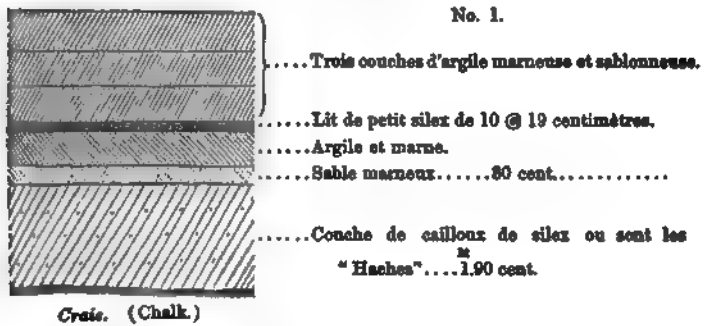 No. 1.
.....Trois couches d'argile marneuse et sablonneuse.
......Lit de petit silex de 10 @ 19 centimètres.
......Argile et marne.
......Sable marneux......80 cent.............
......Couche de cailloux de silex ou sont les
"Haches"....1.90 cent.
Craie. (Chalk.)